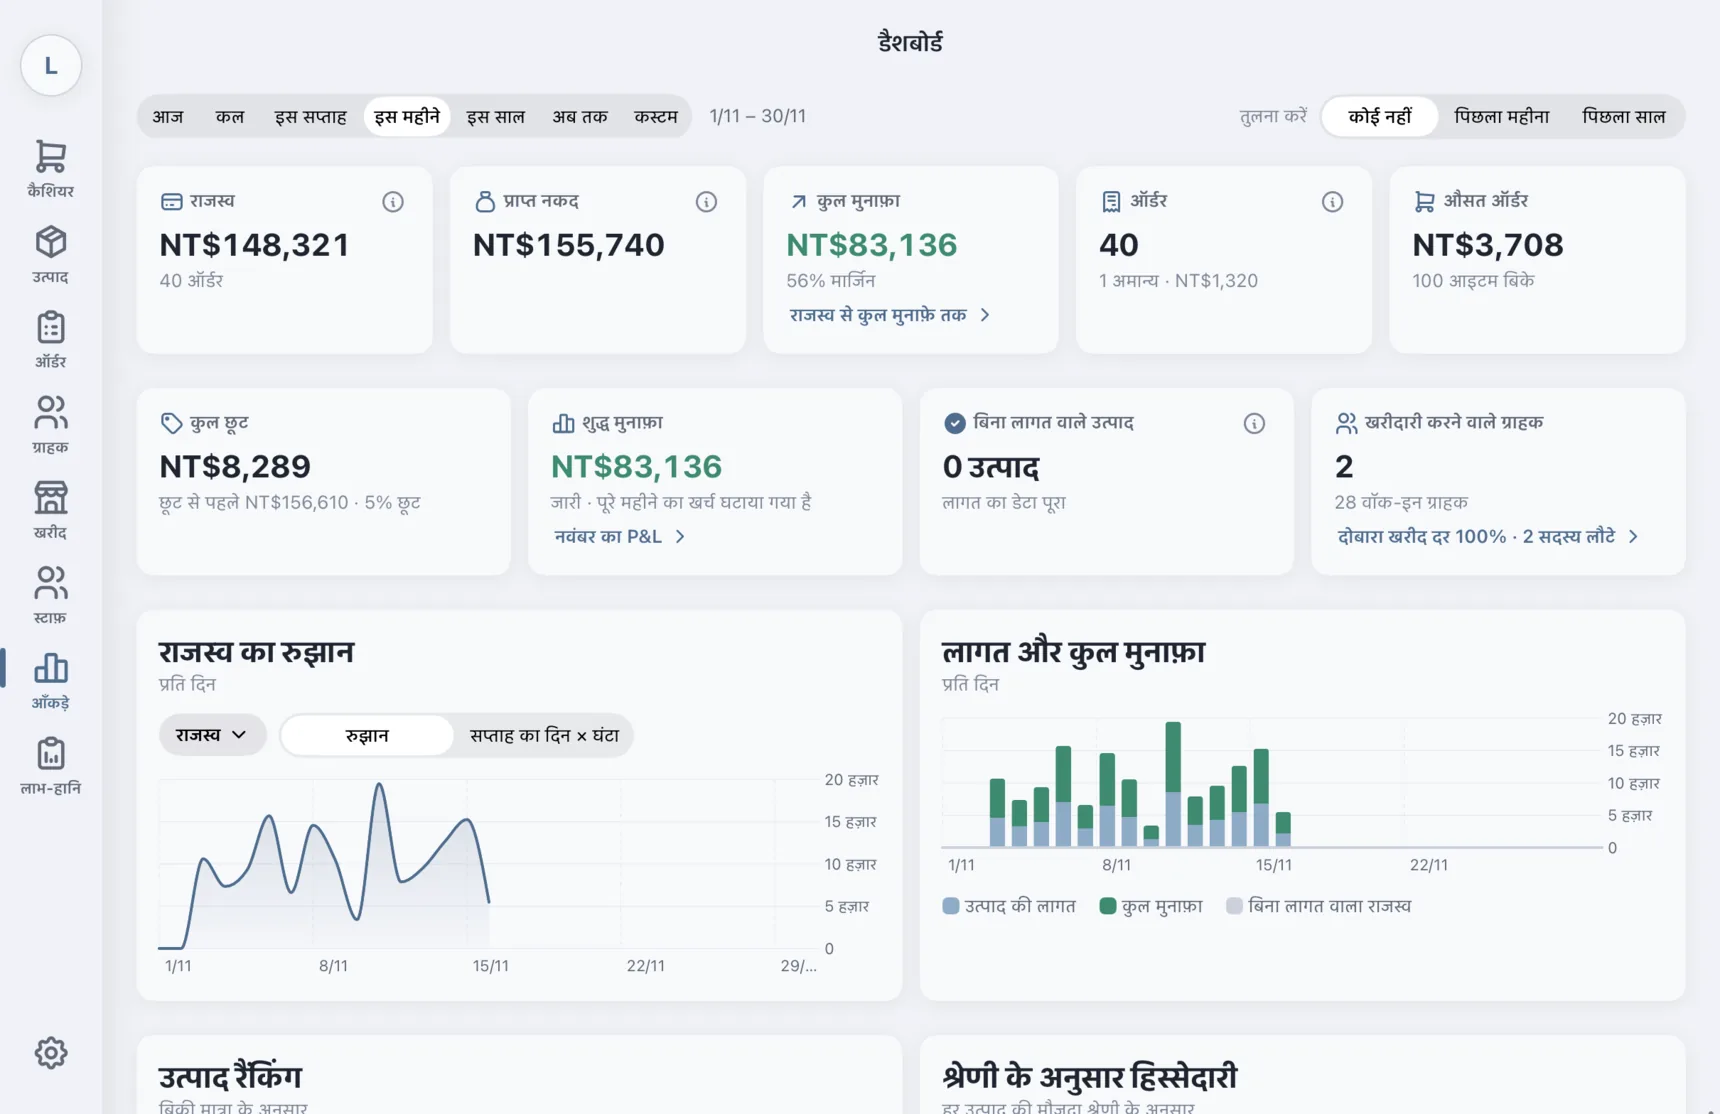 डैशबोर्ड
L
कैशियर
उत्पाद
ऑर्डर
ग्राहक
खरीद
स्टाफ़
आँकड़े
लाभ-हानि
आज कल इस सप्ताह इस महीने इस साल अब तक कस्टम 1/11 – 30/11
तुलना करें कोई नहीं पिछला महीना पिछला साल
राजस्व
NT$148,321
40 ऑर्डर
प्राप्त नकद
NT$155,740
कुल मुनाफ़ा
NT$83,136
56% मार्जिन
राजस्व से कुल मुनाफ़े तक
ऑर्डर
40
1 अमान्य · NT$1,320
औसत ऑर्डर
NT$3,708
100 आइटम बिके
कुल छूट
NT$8,289
छूट से पहले NT$156,610 · 5% छूट
शुद्ध मुनाफ़ा
NT$83,136
जारी · पूरे महीने का खर्च घटाया गया है
नवंबर का P&L
बिना लागत वाले उत्पाद
0 उत्पाद
लागत का डेटा पूरा
खरीदारी करने वाले ग्राहक
2
28 वॉक-इन ग्राहक
दोबारा खरीद दर 100% · 2 सदस्य लौटे
राजस्व का रुझान
प्रति दिन
राजस्व रुझान सप्ताह का दिन × घंटा
20 हज़ार
15 हज़ार
10 हज़ार
5 हज़ार
0
1/11 8/11 15/11 22/11 29/...
लागत और कुल मुनाफ़ा
प्रति दिन
20 हज़ार
15 हज़ार
10 हज़ार
5 हज़ार
0
1/11 8/11 15/11 22/11
उत्पाद की लागत कुल मुनाफ़ा बिना लागत वाला राजस्व
उत्पाद रैंकिंग
बिक्री मात्रा के अनुसार
श्रेणी के अनुसार हिस्सेदारी
हर उत्पाद की मौजूदा श्रेणी के अनुसार